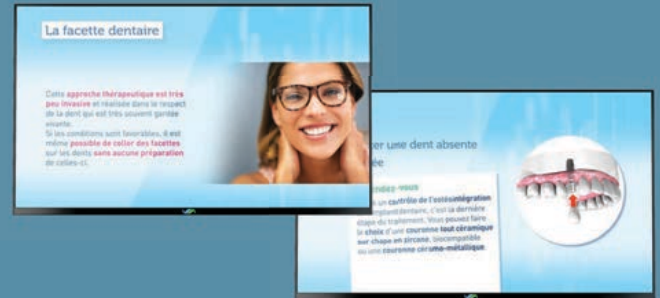 La facette dentaire
Cette approche thérapeutique est très
peu invasive et réalisée dans le respect
de la dent qui est très souvent gardée
vivante.
Si les conditions sont favorables, il est
même possible de coller des facettes
sur les dents sans aucune préparation
de celles-ci.
ter une dent absente
ée
endez-vous
un contrôle de l'ostéointégration
implant dentaire, c'est la dernière
étape du traitement. Vous pouvez faire
le choix d'une couronne tout céramique
sur chape en zircone, biocompatible
ou une couronne céramo-métallique